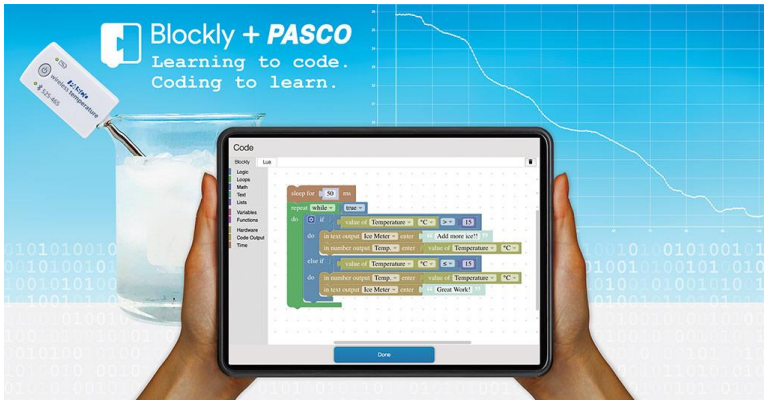 Blockly + PASCO
Learning to code.
Coding to learn.
PASCO
wireless temperature
525-465
Code
Blockly
Lua
Logic
Loops
Math
Text
Lists
Variables
Functions
Hardware
Code Output
Time
sleep for 50 ms
repeat while true
do if value of Temperature °C > 15
do in text output Ice Meter enter “ Add more ice!! ”
in number output Temp. enter value of Temperature °C
else if value of Temperature °C ≤ 15
do in number output Temp. enter value of Temperature °C
in text output Ice Meter enter “ Great Work! ”
Done